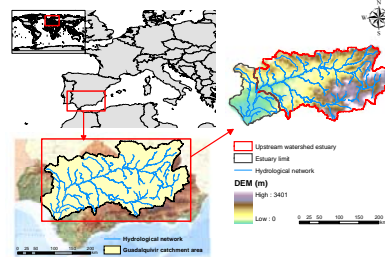 N
W E
S
Upstream watershed estuary
Estuary limit
Hydrological network
DEM (m)
High : 3401
Low : 0
0 25 50 100 150 200
km
Hydrological network
Guadalquivir catchment area
0 25 50 100 150 200